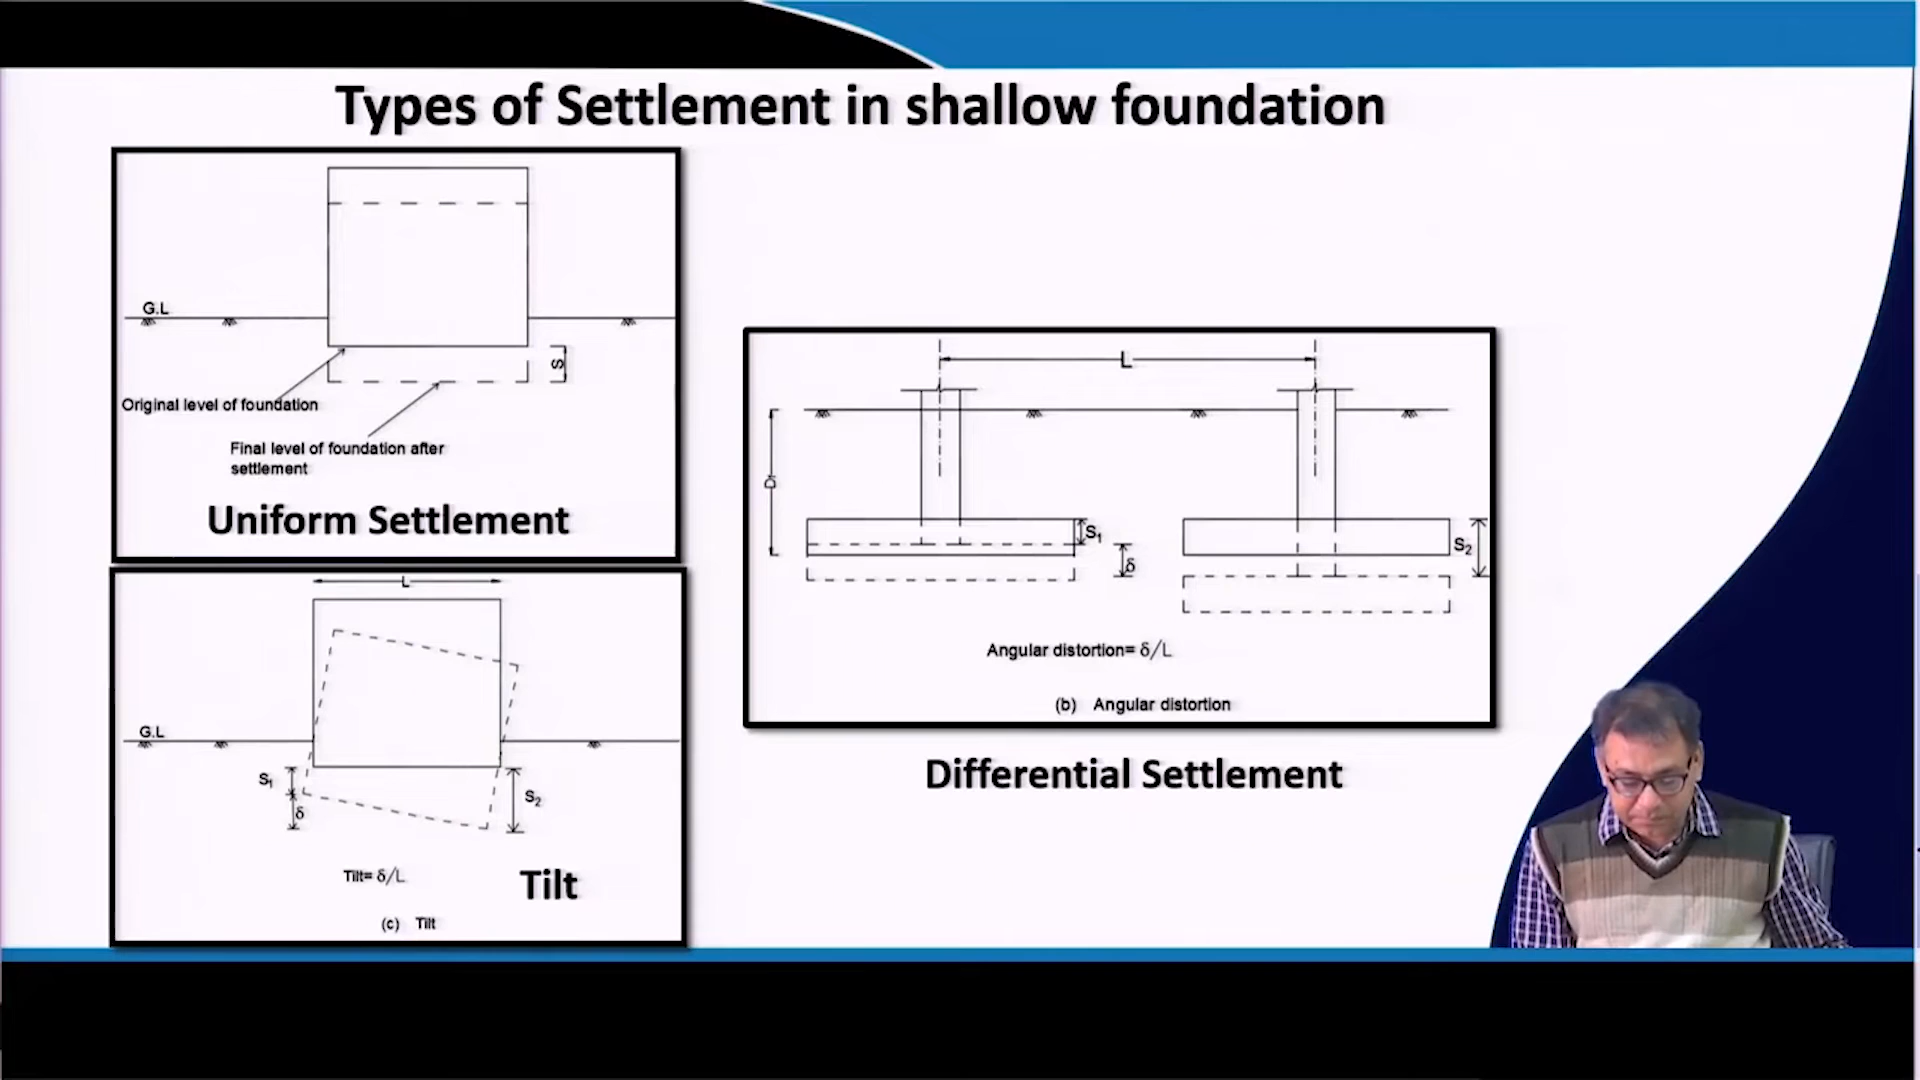 Types of Settlement in shallow foundation
G.L
S
Original level of foundation
Final level of foundation after
settlement
Uniform Settlement
L
G.L
S₁
δ
S₂
Tilt= δ/L
Tilt
(c) Tilt
L
Df
S₁
δ
S₂
Angular distortion= δ/L
(b) Angular distortion
Differential Settlement